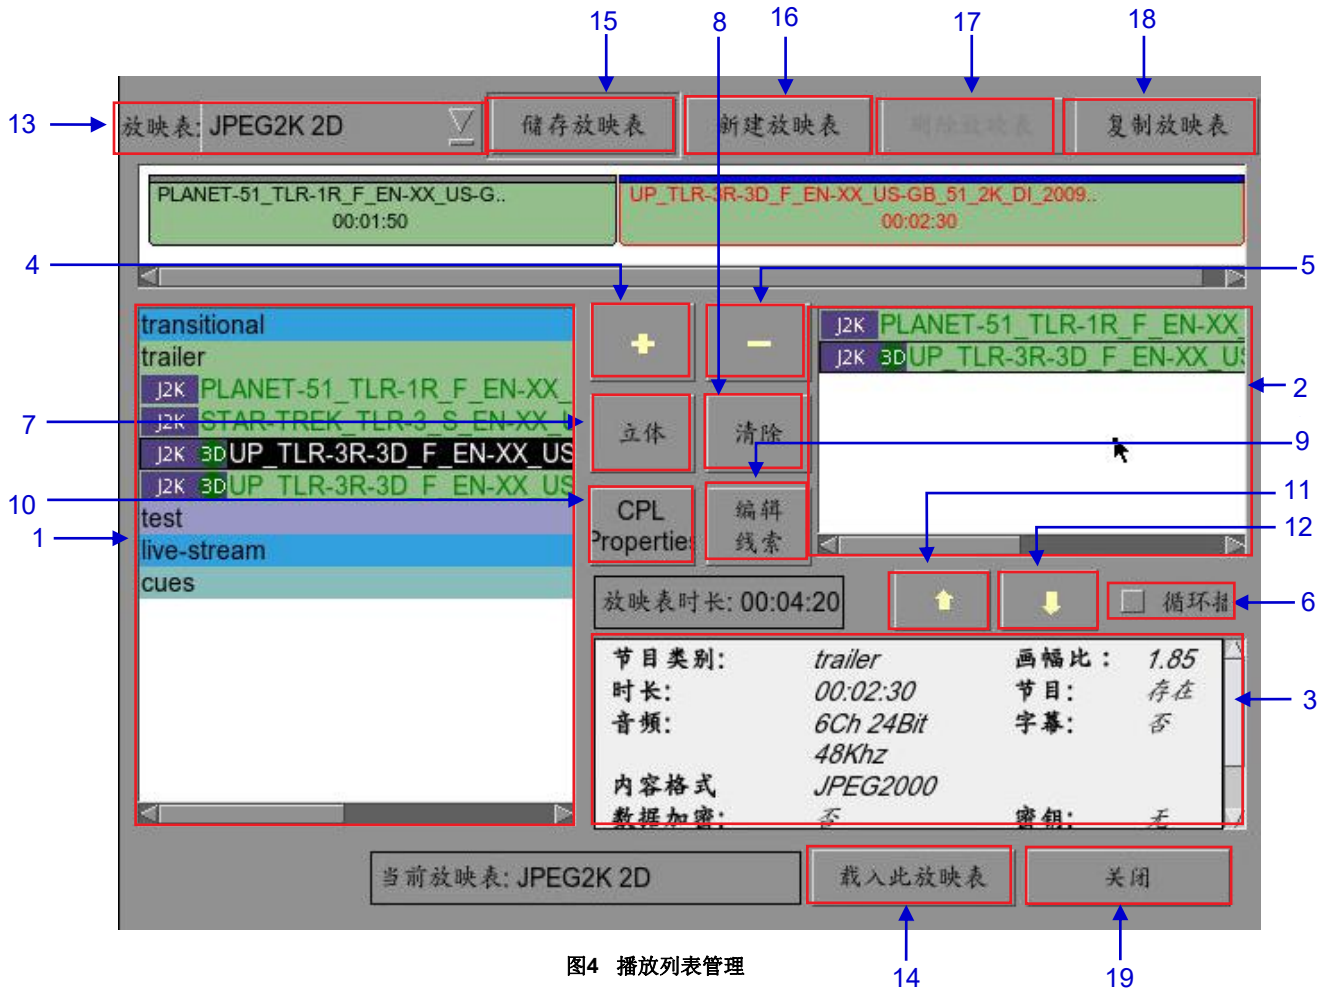 15
8
16
17
18
13
放映表: JPEG2K 2D
储存放映表
新建放映表
删除放映表
复制放映表
PLANET-51_TLR-1R_F_EN-XX_US-G..
00:01:50
UP_TLR-3R-3D_F_EN-XX_US-GB_51_2K_DI_2009..
00:02:30
4
5
transitional
trailer
J2K PLANET-51_TLR-1R_F_EN-XX_
J2K STAR-TREK_TLR-3_S_EN-XX_U
J2K 3D UP_TLR-3R-3D_F_EN-XX_US
J2K 3D UP_TLR-3R-3D_F_EN-XX_US
test
live-stream
cues
+
−
J2K PLANET-51_TLR-1R_F_EN-XX_
J2K 3D UP_TLR-3R-3D_F_EN-XX_US
2
7
立体
清除
9
10
CPL
Properties
编辑
线索
11
12
1
放映表时长: 00:04:20
循环播
6
节目类别: trailer 画幅比: 1.85
时长: 00:02:30 节目: 存在
音频: 6Ch 24Bit 字幕: 否
48Khz
内容格式 JPEG2000
数据加密: 否 密钥: 无
3
当前放映表: JPEG2K 2D
载入此放映表
关闭
图4 播放列表管理
14
19